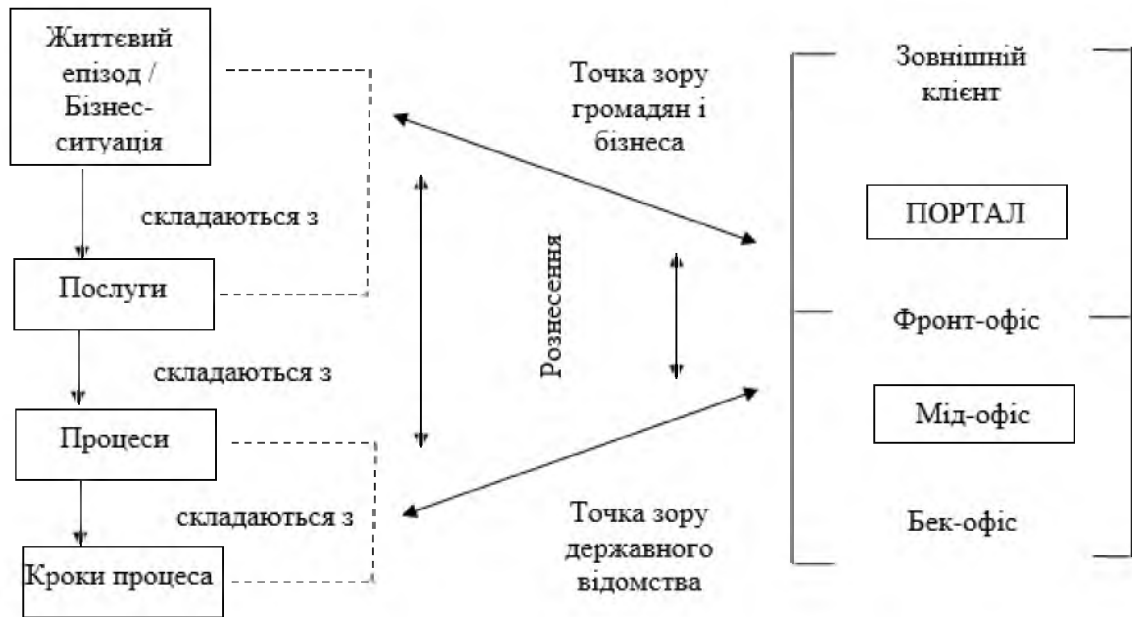 Життєвий
епізод /
Бізнес-
ситуація
складаються з
Послуги
складаються з
Процеси
складаються з
Кроки процеса
Точка зору
громадян і
бізнеса
Рознесення
Точка зору
державного
відомства
Зовнішній
клієнт
ПОРТАЛ
Фронт-офіс
Мід-офіс
Бек-офіс